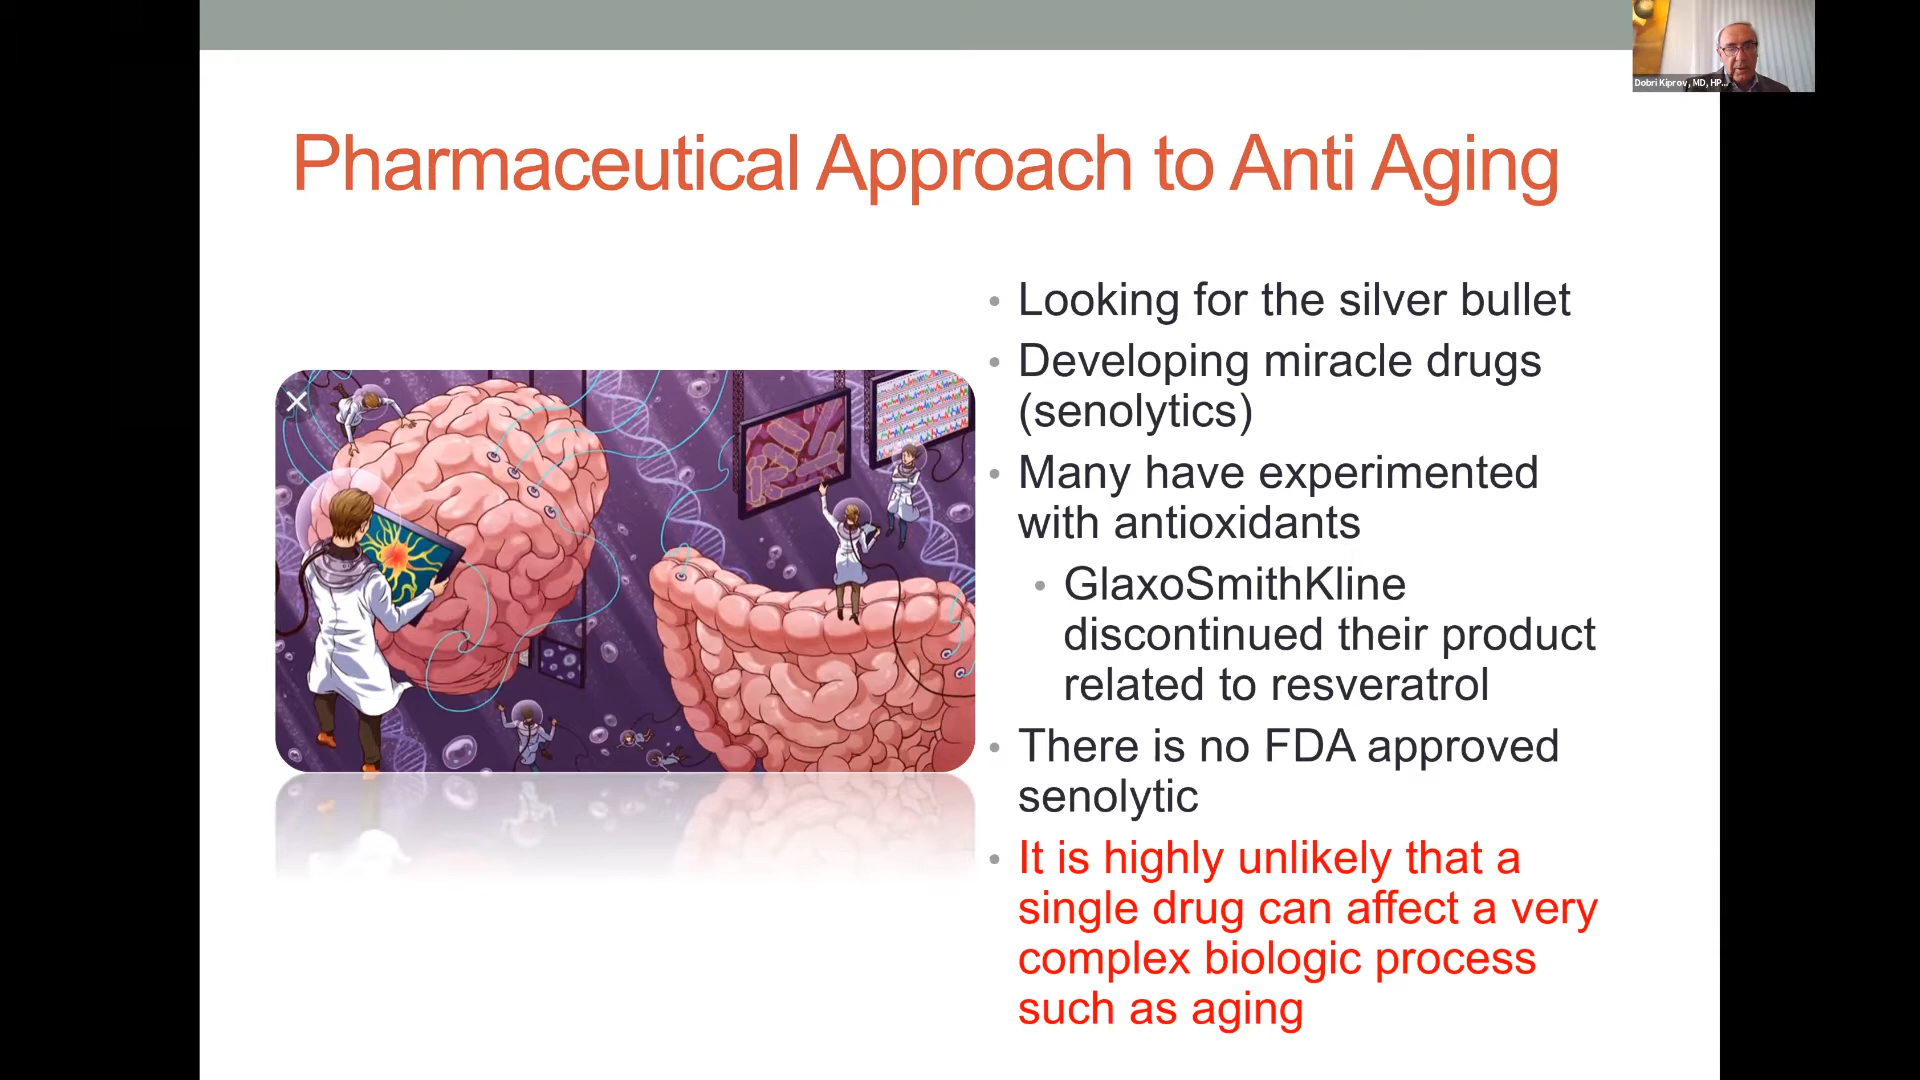 Dobri Kiprov, MD, HP...
Pharmaceutical Approach to Anti Aging
• Looking for the silver bullet
• Developing miracle drugs
(senolytics)
• Many have experimented
with antioxidants
• GlaxoSmithKline
discontinued their product
related to resveratrol
• There is no FDA approved
senolytic
• It is highly unlikely that a
single drug can affect a very
complex biologic process
such as aging